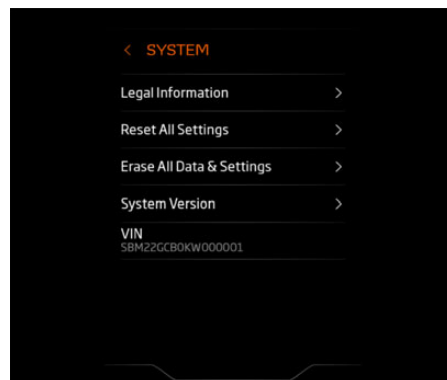 < SYSTEM
Legal Information >
Reset All Settings >
Erase All Data & Settings >
System Version >
VIN
SBM22GCB0KW000001